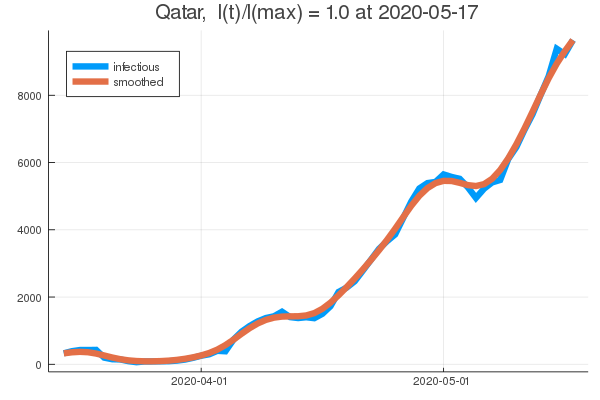 Qatar, I(t)/I(max) = 1.0 at 2020-05-17
infectious
smoothed
8000
6000
4000
2000
0
2020-04-01 2020-05-01